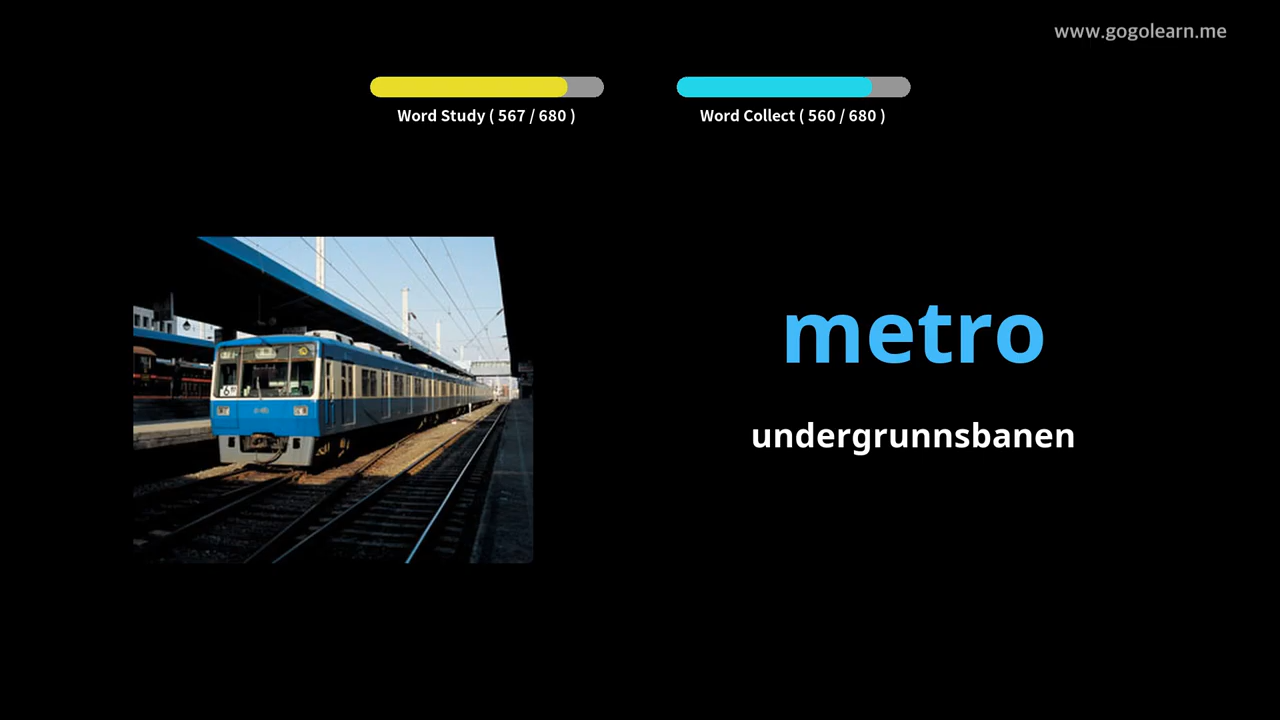 www.gogolearn.me
Word Study ( 567 / 680 )
Word Collect ( 560 / 680 )
metro
undergrunnsbanen